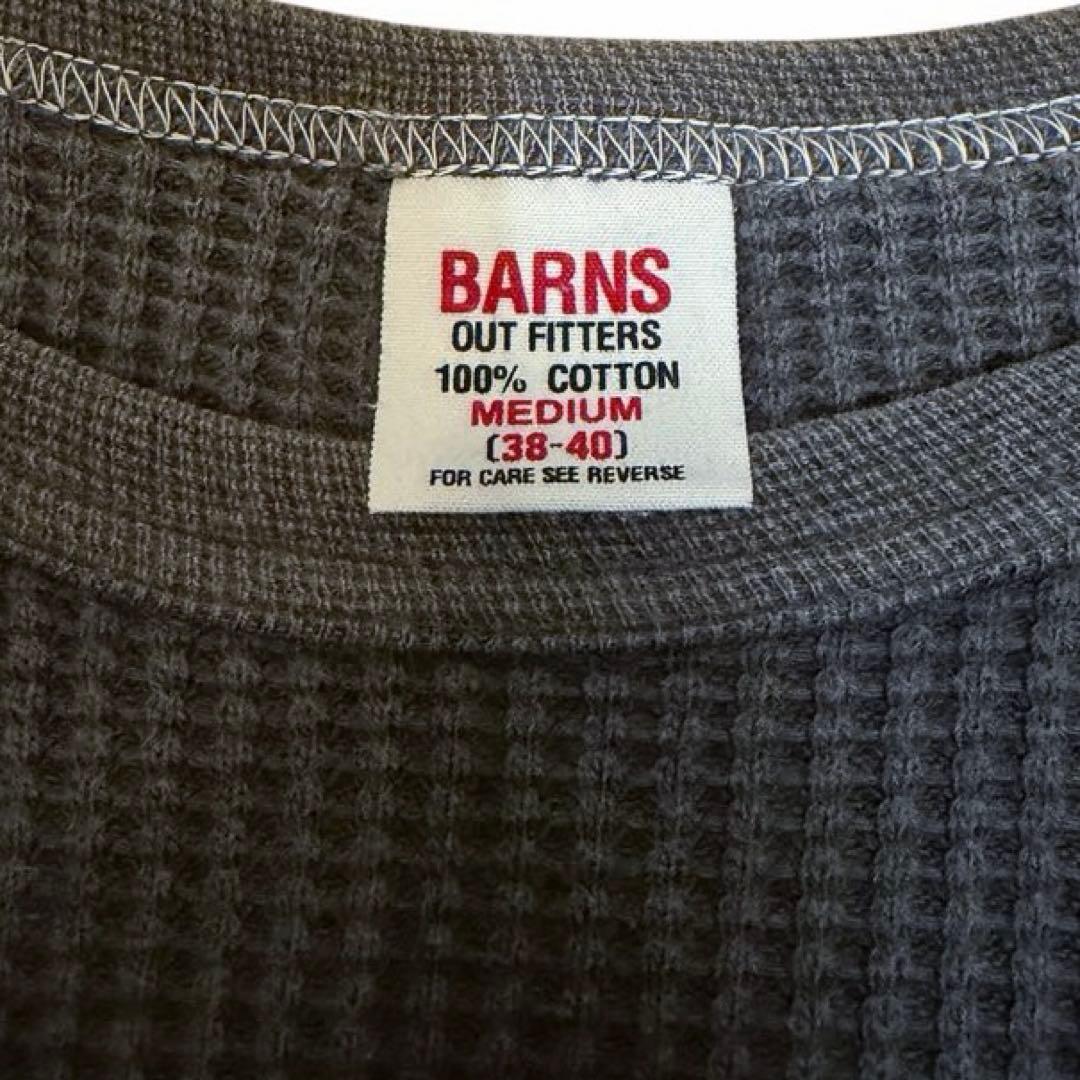 BARNS
OUT FITTERS
100% COTTON
MEDIUM
(38-40)
FOR CARE SEE REVERSE